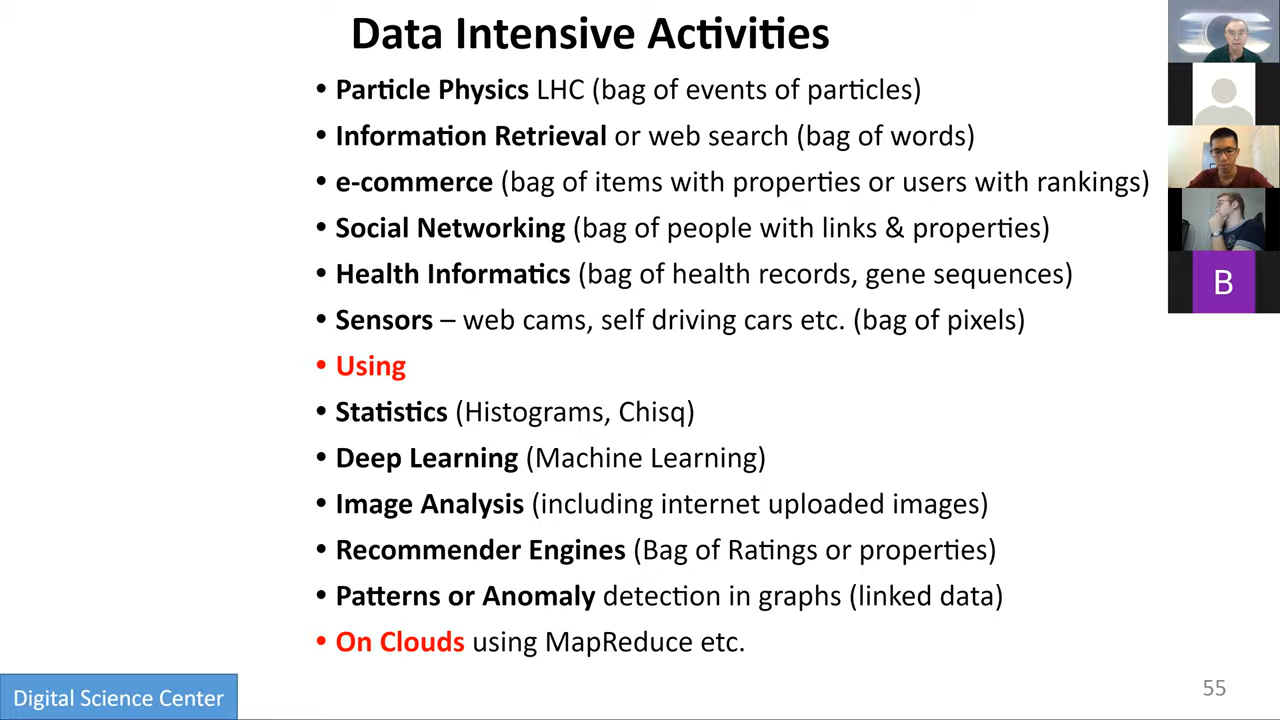 Data Intensive Activities
• Particle Physics LHC (bag of events of particles)
• Information Retrieval or web search (bag of words)
• e-commerce (bag of items with properties or users with rankings)
• Social Networking (bag of people with links & properties)
• Health Informatics (bag of health records, gene sequences)
• Sensors – web cams, self driving cars etc. (bag of pixels)
• Using
• Statistics (Histograms, Chisq)
• Deep Learning (Machine Learning)
• Image Analysis (including internet uploaded images)
• Recommender Engines (Bag of Ratings or properties)
• Patterns or Anomaly detection in graphs (linked data)
• On Clouds using MapReduce etc.
Digital Science Center
55
B